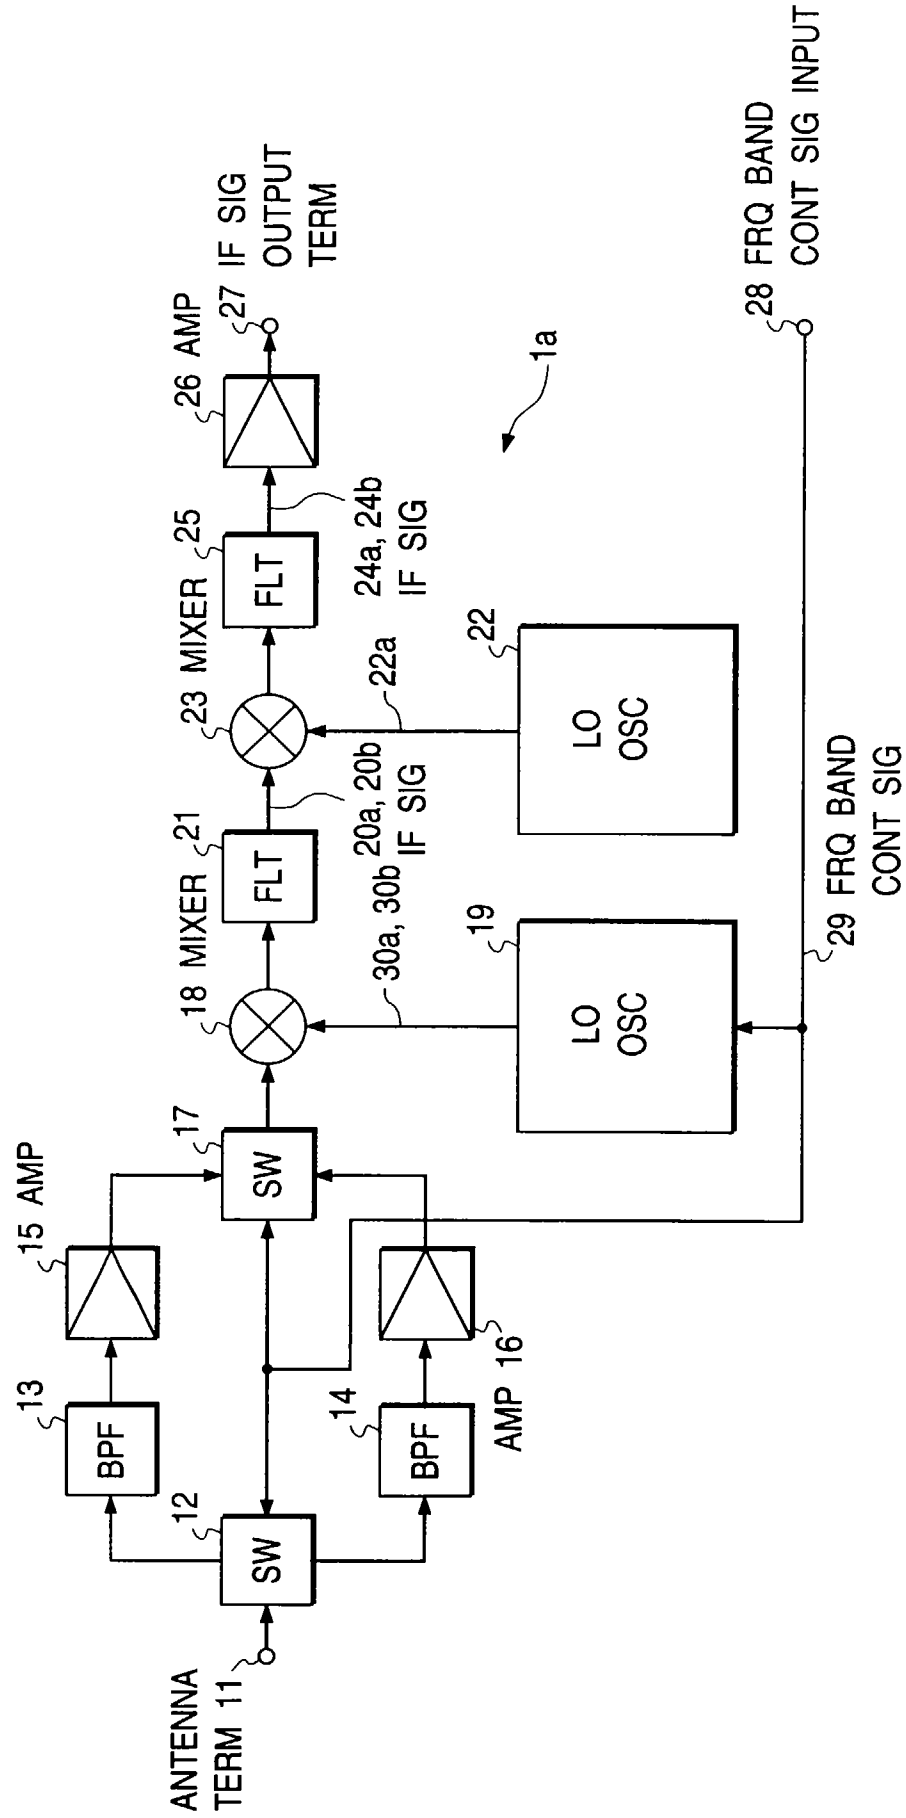 ANTENNA
TERM 11
12
SW
13
BPF
15 AMP
14
BPF
AMP 16
17
SW
18 MIXER
30a, 30b
19
LO
OSC
21
FLT
20a, 20b
IF SIG
23 MIXER
22a
22
LO
OSC
25
FLT
24a, 24b
IF SIG
26 AMP
27 IF SIG
OUTPUT
TERM
1a
28 FRQ BAND
CONT SIG INPUT
29 FRQ BAND
CONT SIG